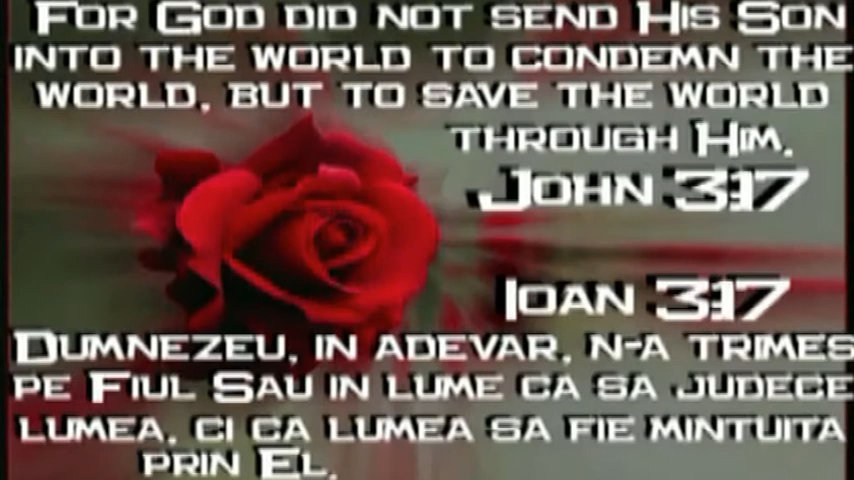 For God did not send His Son
into the world to condemn the
world, but to save the world
through Him.
John 3:17
Ioan 3:17
Dumnezeu, in adevar, n-a trimes
pe Fiul Sau in lume ca sa judece
lumea, ci ca lumea sa fie mintuita
prin El.